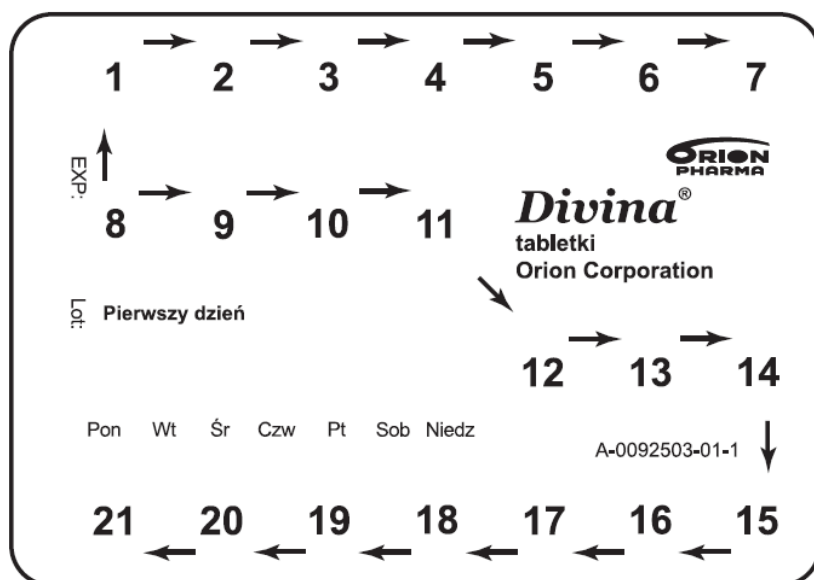 1 2 3 4 5 6 7
ORION
PHARMA
EXP:
8 9 10 11
Divina®
tabletki
Orion Corporation
Lot:
Pierwszy dzień
12 13 14
Pon Wt Śr Czw Pt Sob Niedz
A-0092503-01-1
21 20 19 18 17 16 15